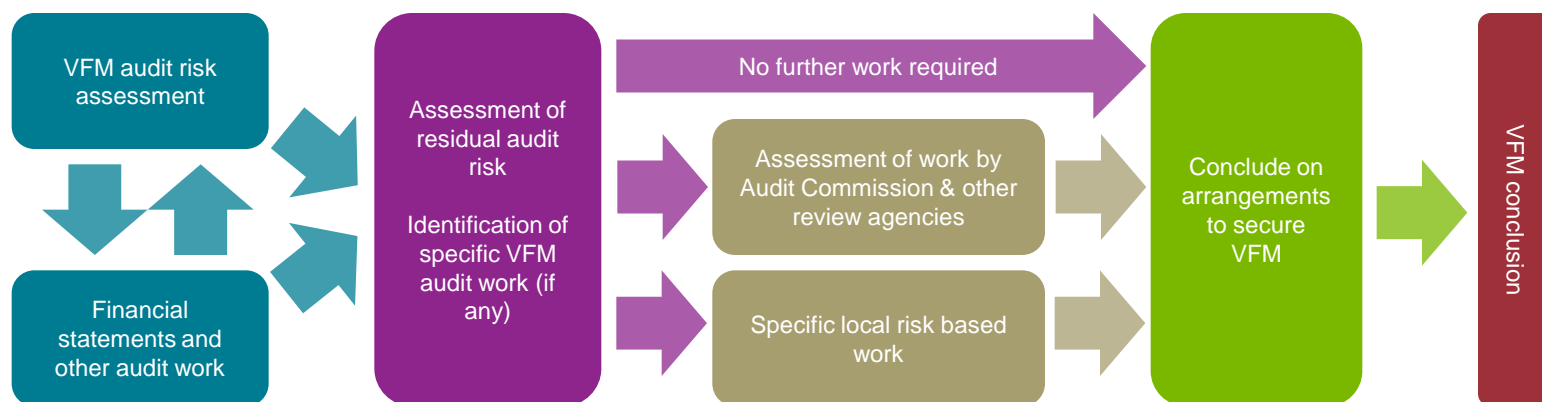 VFM audit risk
assessment
Financial
statements and
other audit work
Assessment of
residual audit
risk
Identification of
specific VFM
audit work (if
any)
No further work required
Assessment of work by
Audit Commission & other
review agencies
Specific local risk based
work
Conclude on
arrangements
to secure
VFM
VFM conclusion